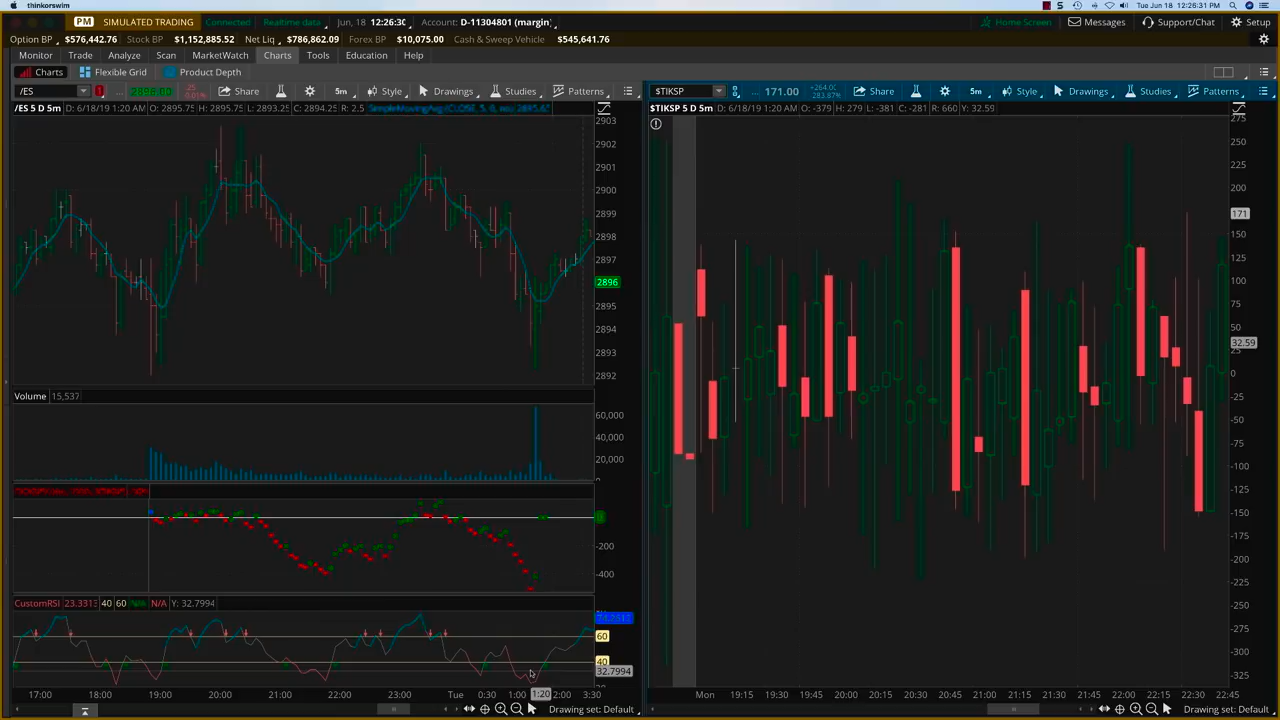 thinkorswim
Tue Jun 18 12:26:31 PM
PM SIMULATED TRADING Connected Realtime data Jun, 18 12:26:30 Account: D-11304801 (margin) Home Screen Messages Support/Chat Setup
Option BP $576,442.76 Stock BP $1,152,885.52 Net Liq $786,862.09 Forex BP $10,075.00 Cash & Sweep Vehicle $545,641.76
Monitor Trade Analyze Scan MarketWatch Charts Tools Education Help
Charts Flexible Grid Product Depth
/ES 1 Share 5m Style Drawings Studies Patterns
$TIKSP ... 171.00 +264.00 283.87% Share 5m Style Drawings Studies Patterns
/ES 5 D 5m D: 6/18/19 1:20 AM O: 2895.75 H: 2895.75 L: 2893.25 C: 2894.25 R: 2.5
$TIKSP 5 D 5m D: 6/18/19 1:20 AM O: -379 H: 279 L: -381 C: -281 R: 660 Y: 32.59
2903
2902
2901
2900
2899
2898
2897
2896
2895
2894
2893
2892
Volume 15,537
60,000
40,000
20,000
-200
-400
CustomRSI 23.3313 40 60 N/A N/A Y: 32.7994
60
40
32.7994
17:00 18:00 19:00 20:00 21:00 22:00 23:00 Tue 0:30 1:00 1:20 2:00 3:30
Drawing set: Default
275
250
225
200
171
150
125
100
75
50
32.59
25
0
-25
-50
-75
-100
-125
-150
-175
-200
-225
-250
-275
-300
-325
Mon 19:15 19:30 19:45 20:00 20:15 20:30 20:45 21:00 21:15 21:30 21:45 22:00 22:30 22:45
Drawing set: Default